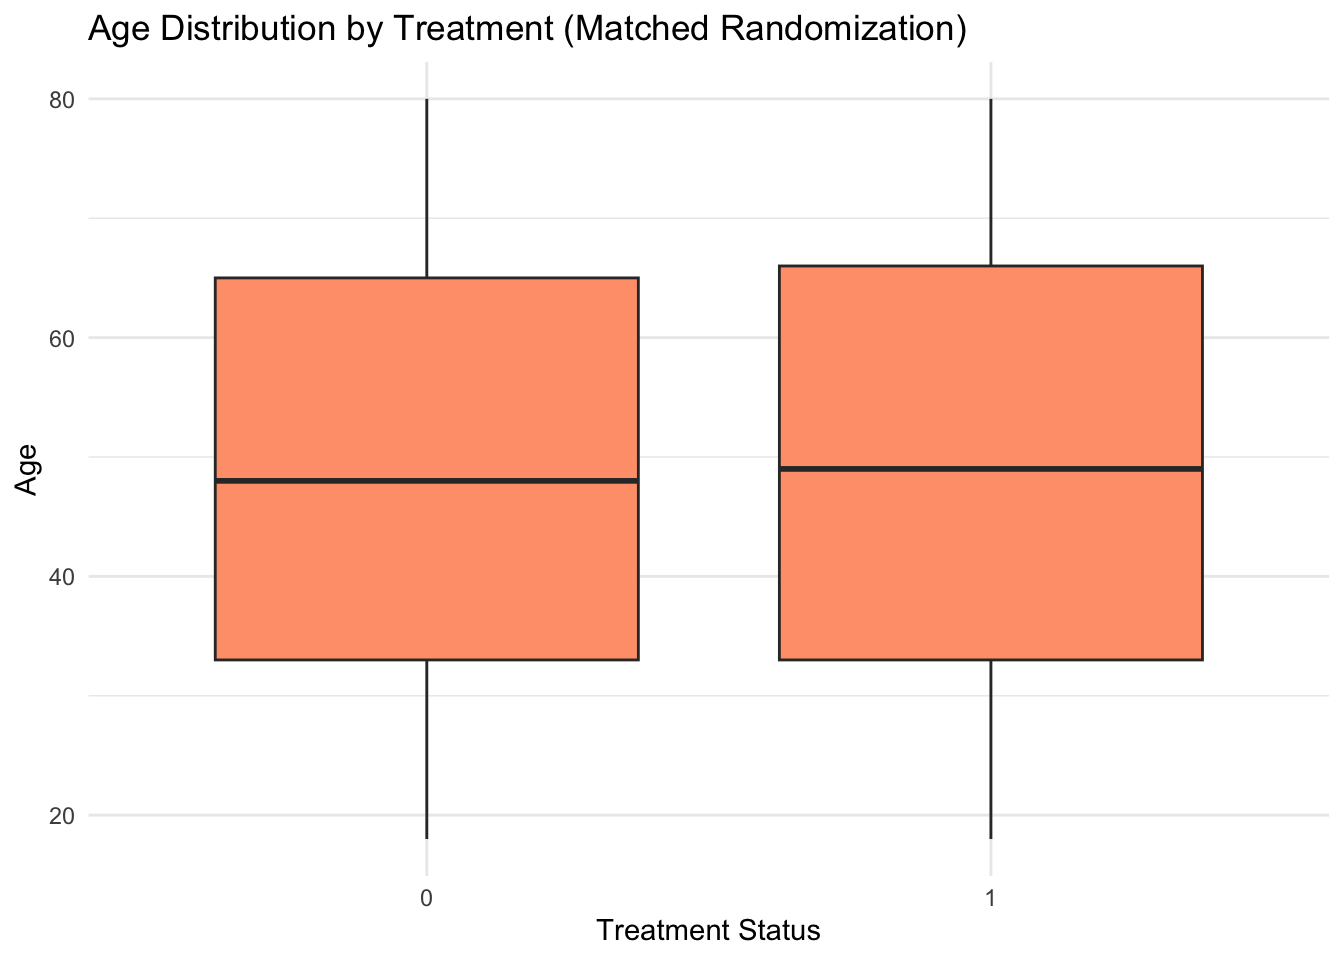 Age Distribution by Treatment (Matched Randomization)
80
60
40
20
Age
0 1
Treatment Status